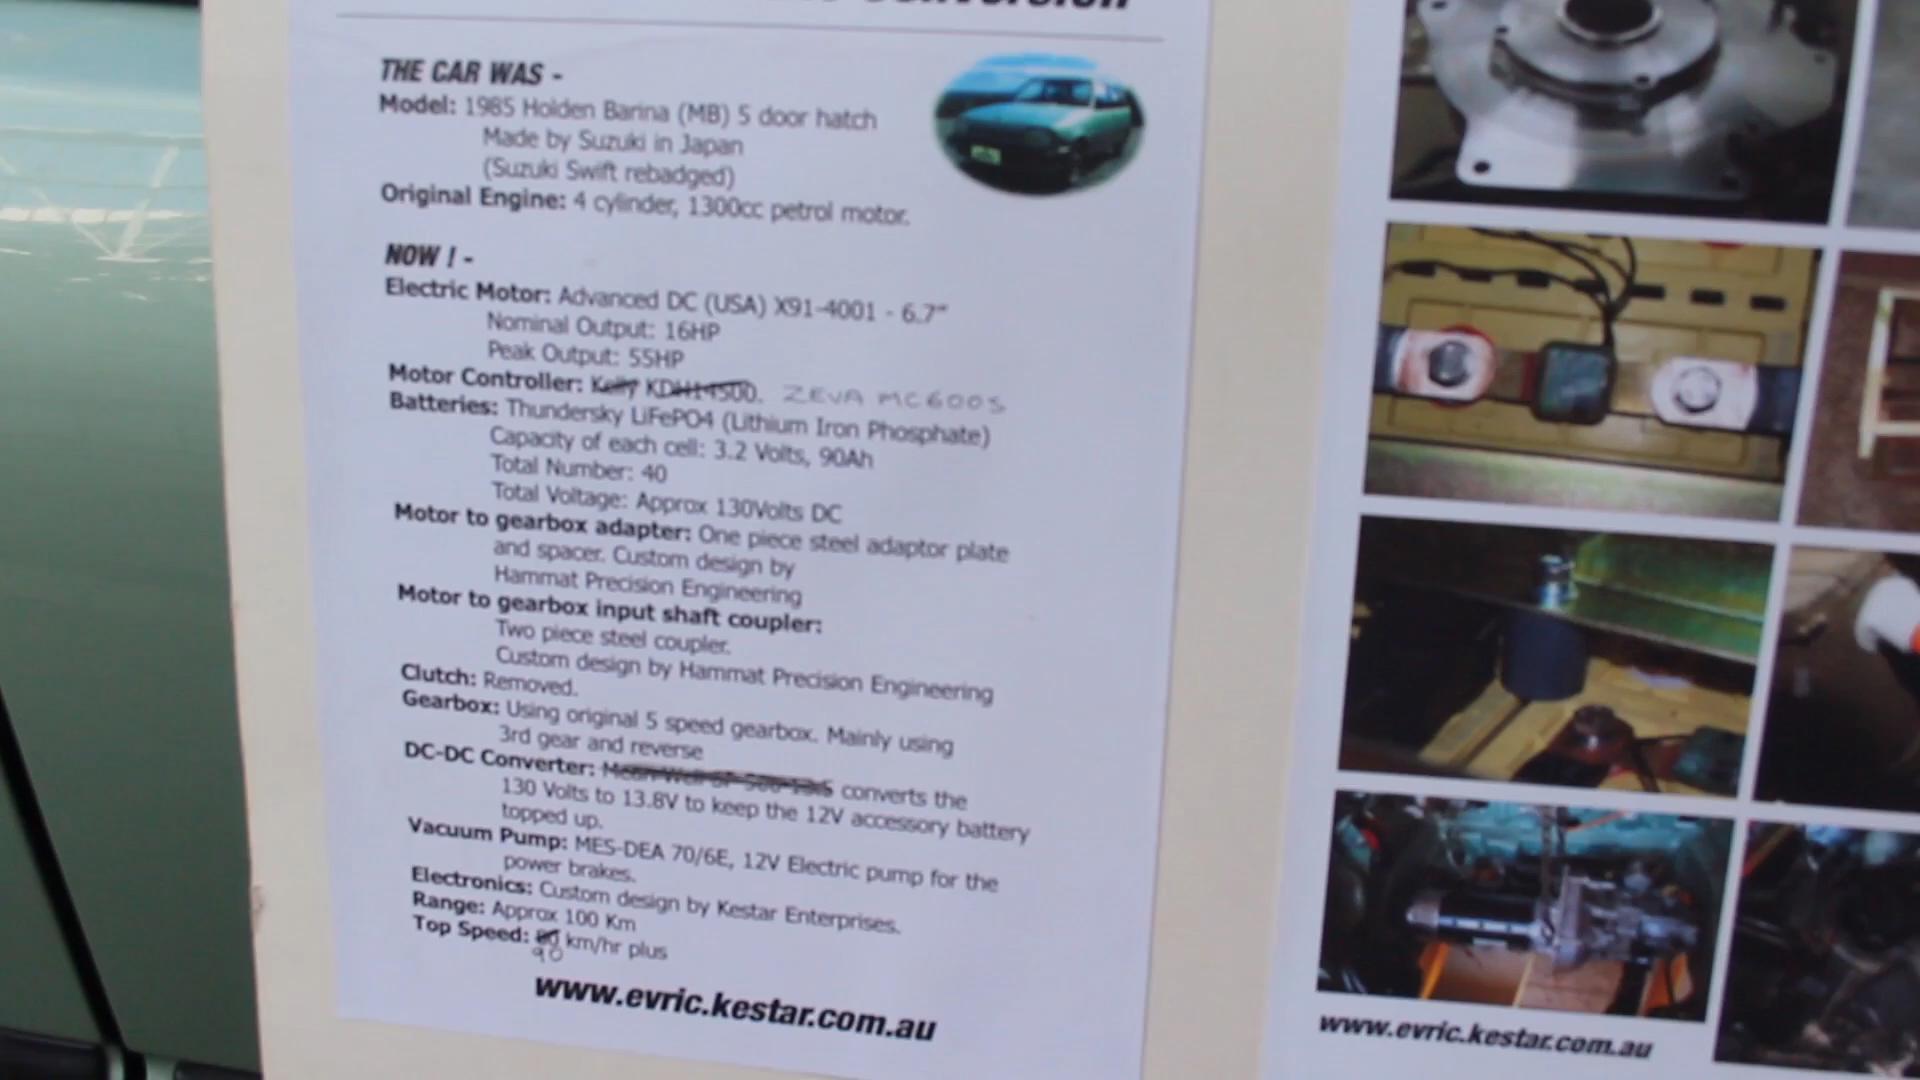 Conversion
THE CAR WAS -
Model: 1985 Holden Barina (MB) 5 door hatch
Made by Suzuki in Japan
(Suzuki Swift rebadged)
Original Engine: 4 cylinder, 1300cc petrol motor.
NOW ! -
Electric Motor: Advanced DC (USA) X91-4001 - 6.7"
Nominal Output: 16HP
Peak Output: 55HP
Motor Controller: Kelly KDH14500. ZEVA MC600S
Batteries: Thundersky LiFePO4 (Lithium Iron Phosphate)
Capacity of each cell: 3.2 Volts, 90Ah
Total Number: 40
Total Voltage: Approx 130Volts DC
Motor to gearbox adapter: One piece steel adaptor plate
and spacer. Custom design by
Hammat Precision Engineering
Motor to gearbox input shaft coupler:
Two piece steel coupler.
Custom design by Hammat Precision Engineering
Clutch: Removed.
Gearbox: Using original 5 speed gearbox. Mainly using
3rd gear and reverse
DC-DC Converter: converts the
130 Volts to 13.8V to keep the 12V accessory battery
topped up.
Vacuum Pump: MES-DEA 70/6E, 12V Electric pump for the
power brakes.
Electronics: Custom design by Kestar Enterprises.
Range: Approx 100 Km
Top Speed: 80 km/hr plus
90
www.evric.kestar.com.au
www.evric.kestar.com.au